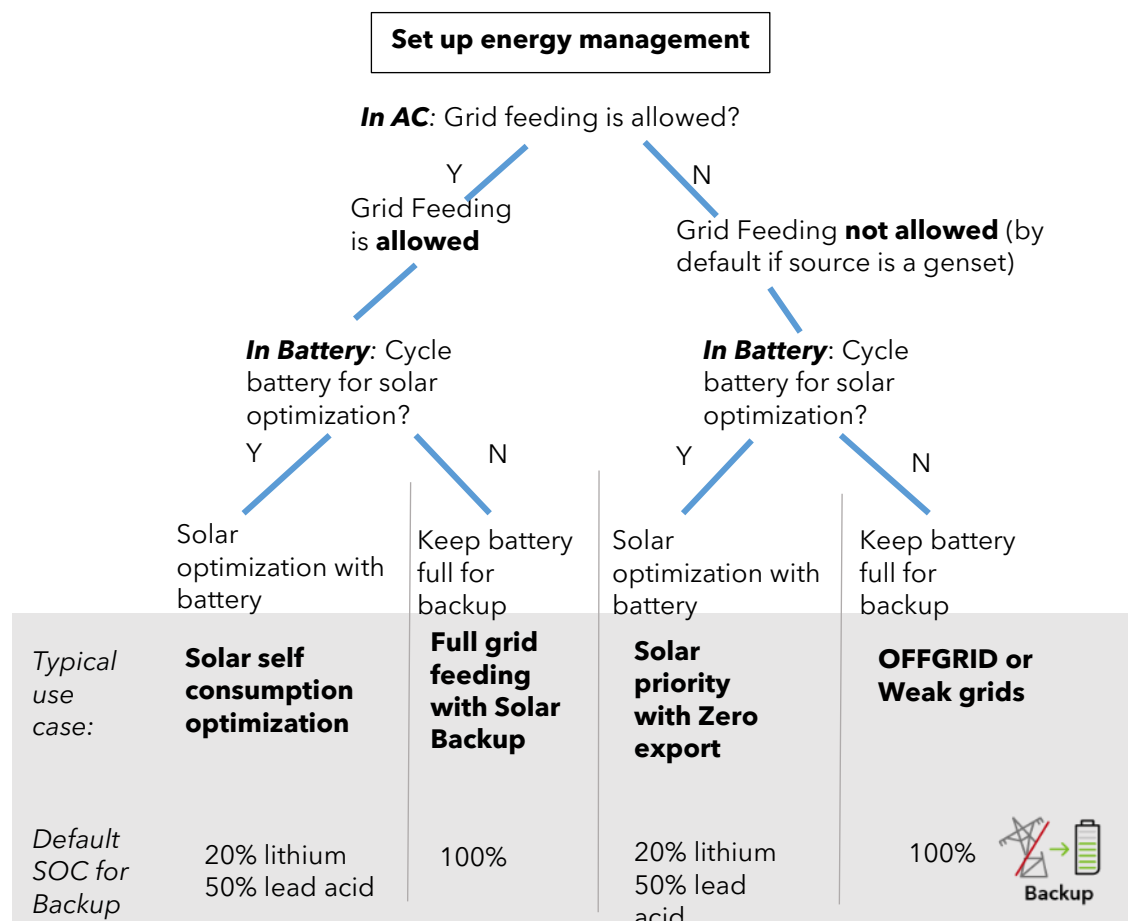 Set up energy management
In AC: Grid feeding is allowed?
Y
N
Grid Feeding
is allowed
Grid Feeding not allowed (by
default if source is a genset)
In Battery: Cycle
battery for solar
optimization?
In Battery: Cycle
battery for solar
optimization?
Y
N
Y
N
Solar
optimization with
battery
Keep battery
full for
backup
Solar
optimization with
battery
Keep battery
full for
backup
Typical
use
case:
Solar self
consumption
optimization
Full grid
feeding
with Solar
Backup
Solar
priority
with Zero
export
OFFGRID or
Weak grids
Default
SOC for
Backup
20% lithium
50% lead acid
100%
20% lithium
50% lead
acid
100%
Backup